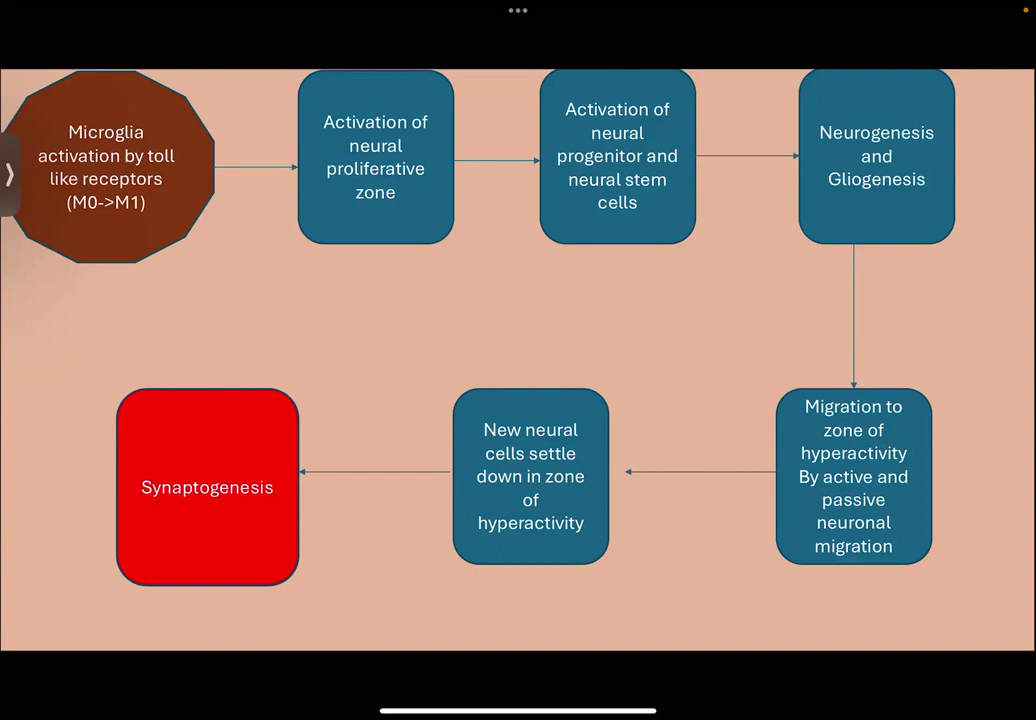 Microglia
activation by toll
like receptors
(M0->M1)
Activation of
neural
proliferative
zone
Activation of
neural
progenitor and
neural stem
cells
Neurogenesis
and
Gliogenesis
Migration to
zone of
hyperactivity
By active and
passive
neuronal
migration
New neural
cells settle
down in zone
of
hyperactivity
Synaptogenesis